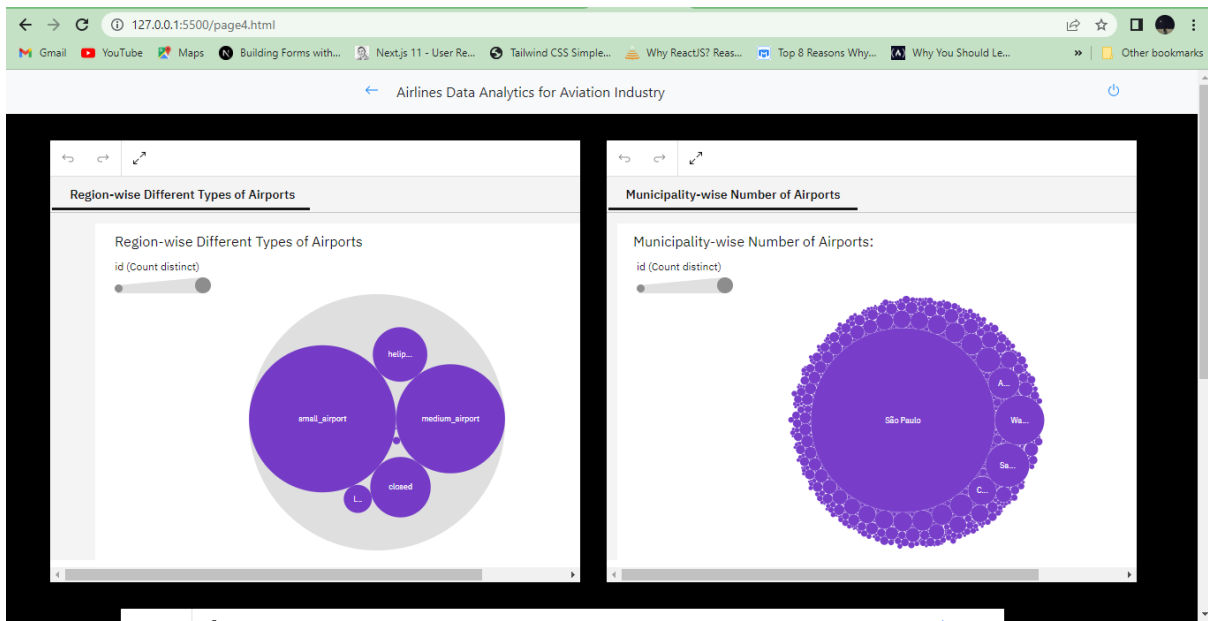 127.0.0.1:5500/page4.html
Gmail YouTube Maps Building Forms with... Next.js 11 - User Re... Tailwind CSS Simple... Why ReactJS? Reas... Top 8 Reasons Why... Why You Should Le... » Other bookmarks
Airlines Data Analytics for Aviation Industry
Region-wise Different Types of Airports
Region-wise Different Types of Airports
id (Count distinct)
help...
small_airport
medium_airport
closed
l...
Municipality-wise Number of Airports
Municipality-wise Number of Airports:
id (Count distinct)
A...
São Paulo
Wa...
Sa...
C...